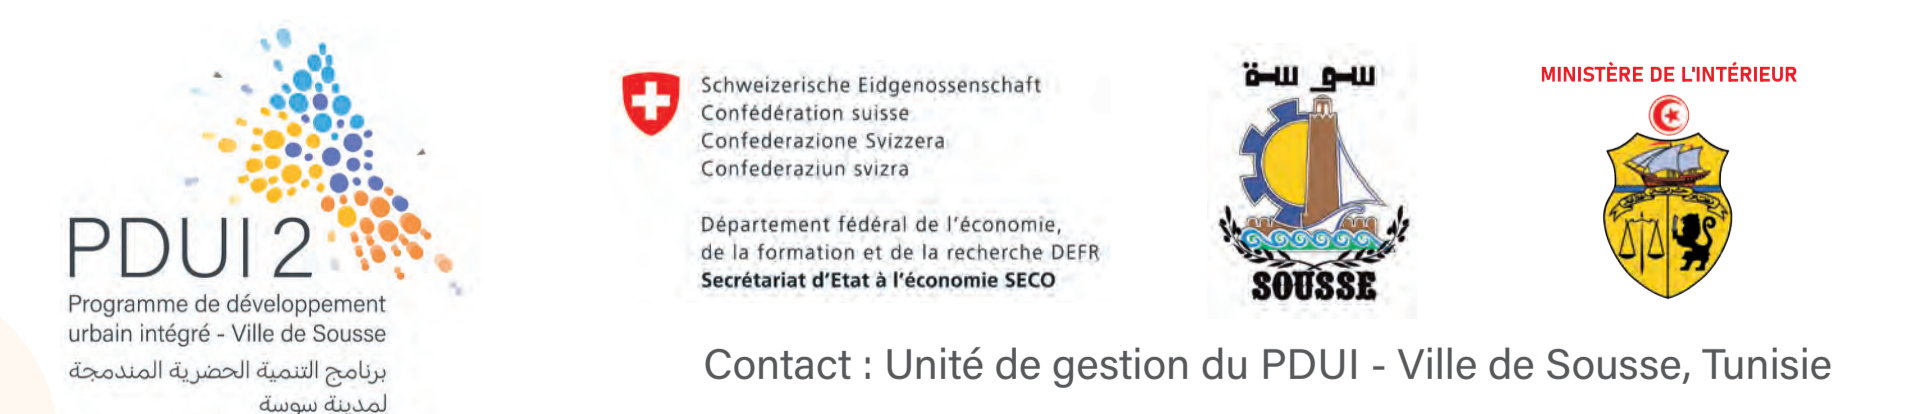 PDUI 2
Programme de développement
urbain intégré - Ville de Sousse
برنامج التنمية الحضرية المندمجة
لمدينة سوسة
Schweizerische Eidgenossenschaft
Confédération suisse
Confederazione Svizzera
Confederaziun svizra
Département fédéral de l'économie,
de la formation et de la recherche DEFR
Secrétariat d'Etat à l'économie SECO
سوسة
SOUSSE
MINISTÈRE DE L'INTÉRIEUR
Contact : Unité de gestion du PDUI - Ville de Sousse, Tunisie